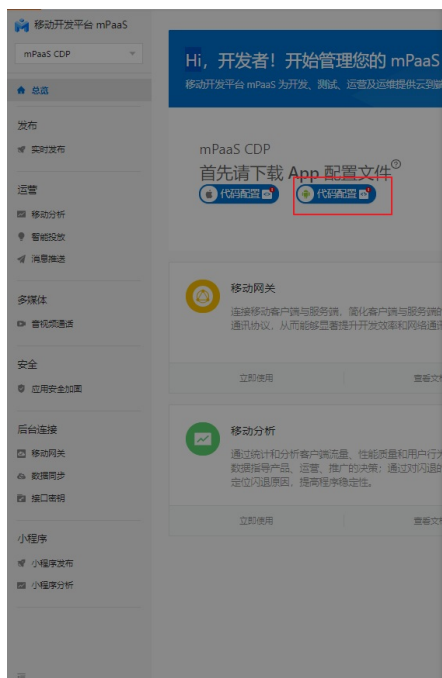 移动开发平台 mPaaS
mPaaS CDP
总览
发布
实时发布
运营
移动分析
智能投放
消息推送
多媒体
音视频通话
安全
应用安全加固
后台连接
移动网关
数据同步
接口密钥
小程序
小程序发布
小程序分析
Hi，开发者！开始管理您的 mPaaS
移动开发平台 mPaaS 为开发、测试、运营及运维提供云到
mPaaS CDP
首先请下载 App 配置文件
代码配置
代码配置
移动网关
连接移动客户端与服务端，简化客户端与服务端的
通讯协议，从而能够显著提升开发效率和网络通讯
立即使用
查看文
移动分析
通过统计和分析客户端流量、性能质量和用户行为
数据指导产品、运营、推广的决策；通过对闪退的
定位闪退原因，提高程序稳定性。
立即使用
查看文